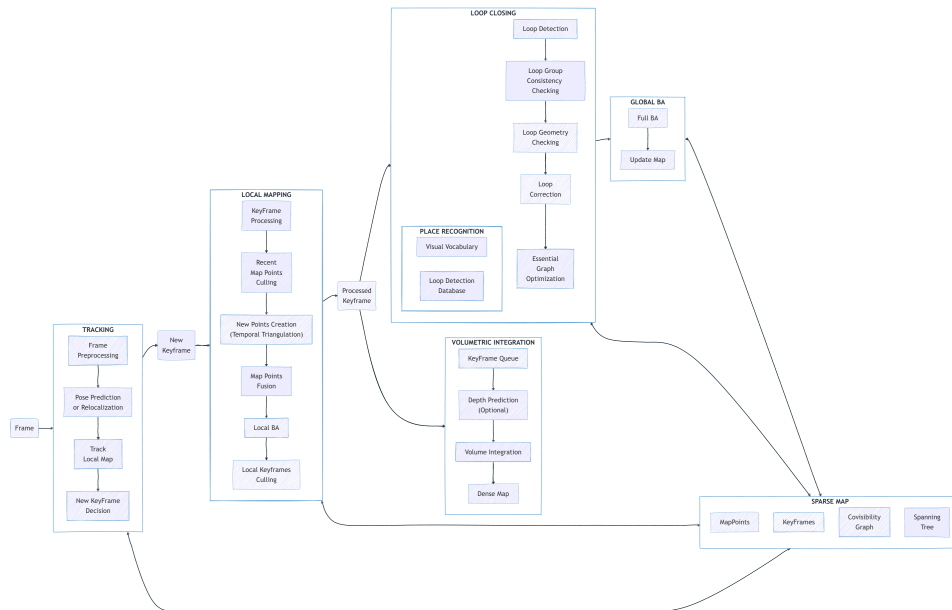 LOOP CLOSING
Loop Detection
Loop Group
Consistency
Checking
Loop Geometry
Checking
Loop
Correction
Essential
Graph
Optimization
PLACE RECOGNITION
Visual Vocabulary
Loop Detection
Database
GLOBAL BA
Full BA
Update Map
LOCAL MAPPING
KeyFrame
Processing
Recent
Map Points
Culling
New Points Creation
(Temporal Triangulation)
Map Points
Fusion
Local BA
Local Keyframes
Culling
Processed
Keyframe
TRACKING
Frame
Preprocessing
Pose Prediction
or Relocalization
Track
Local Map
New KeyFrame
Decision
New
Keyframe
Frame
VOLUMETRIC INTEGRATION
KeyFrame Queue
Depth Prediction
(Optional)
Volume Integration
Dense Map
SPARSE MAP
MapPoints
KeyFrames
Covisibility
Graph
Spanning
Tree